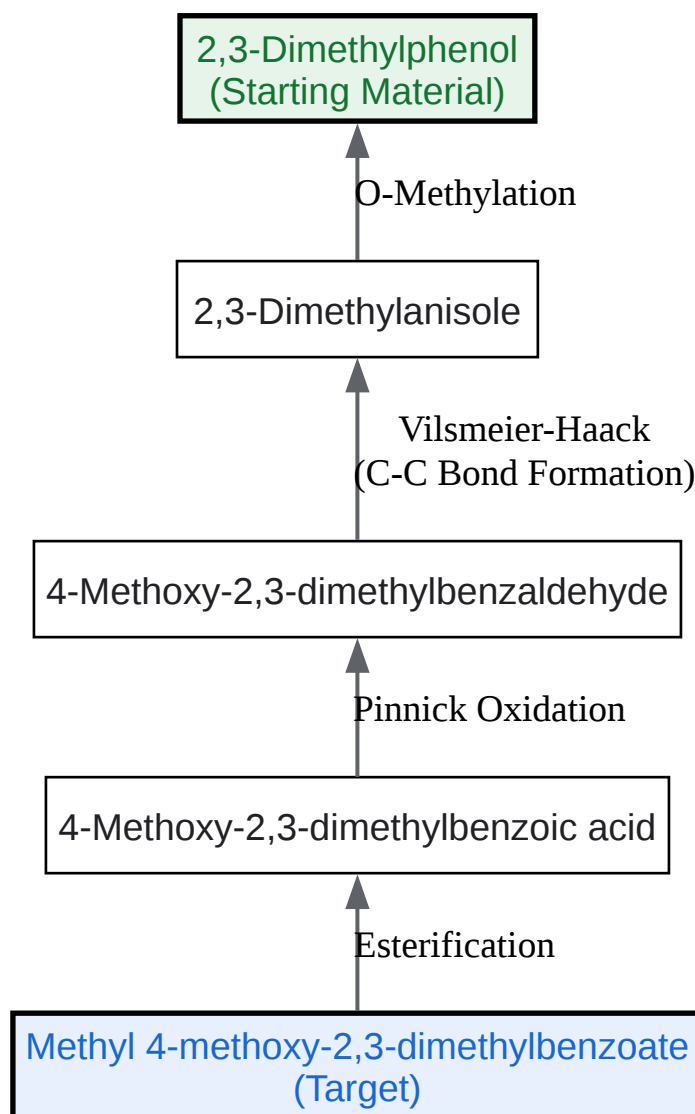 2,3-Dimethylphenol
(Starting Material)
O-Methylation
2,3-Dimethylanisole
Vilsmeier-Haack
(C-C Bond Formation)
4-Methoxy-2,3-dimethylbenzaldehyde
Pinnick Oxidation
4-Methoxy-2,3-dimethylbenzoic acid
Esterification
Methyl 4-methoxy-2,3-dimethylbenzoate
(Target)